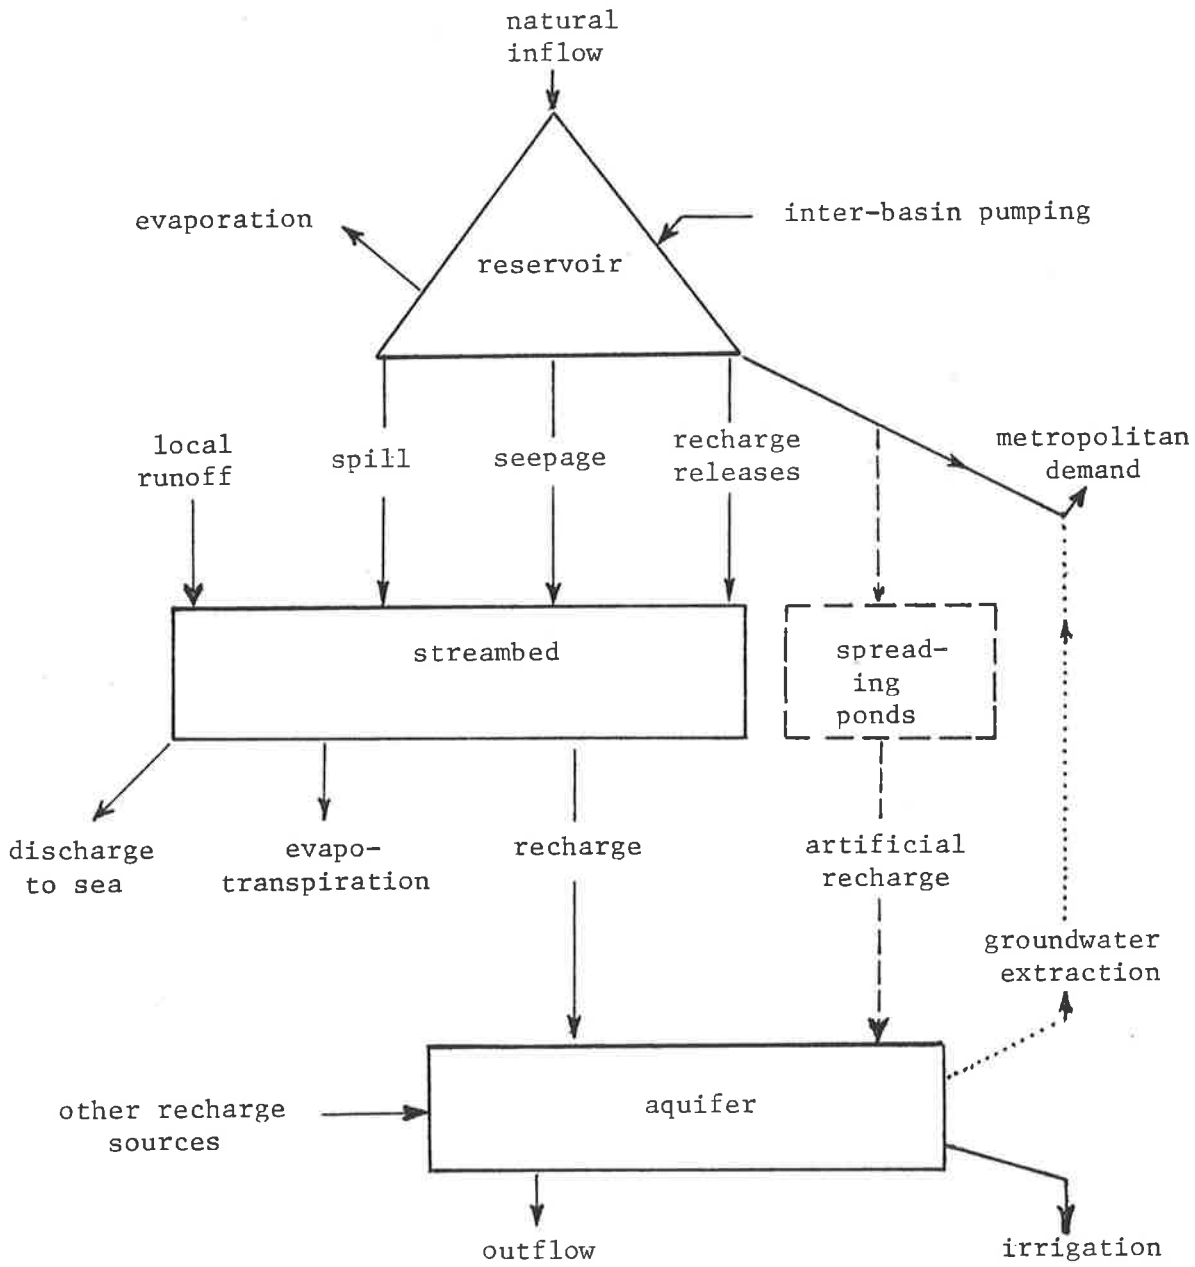 natural
inflow
evaporation
inter-basin pumping
reservoir
local
runoff
spill
seepage
recharge
releases
metropolitan
demand
streambed
spread-
ing
ponds
discharge
to sea
evapo-
transpiration
recharge
artificial
recharge
groundwater
extraction
other recharge
sources
aquifer
outflow
irrigation